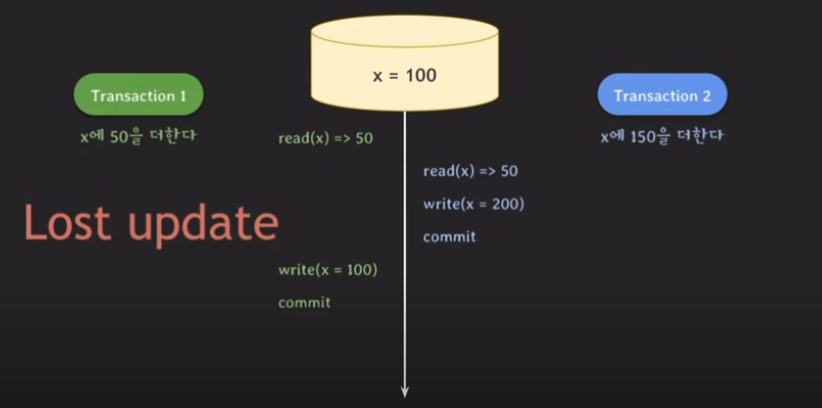 x = 100
Transaction 1
Transaction 2
x에 50을 더한다
read(x) => 50
x에 150을 더한다
read(x) => 50
write(x = 200)
Lost update
commit
write(x = 100)
commit